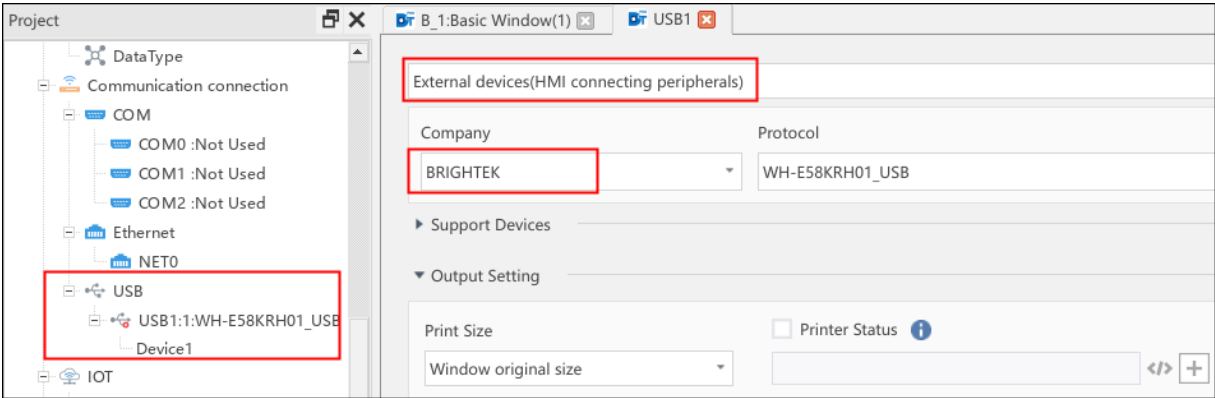 Project
DataType
Communication connection
COM
COM0 :Not Used
COM1 :Not Used
COM2 :Not Used
Ethernet
NET0
USB
USB1:1:WH-E58KRH01_USB
Device1
IOT
B_1:Basic Window(1)
USB1
External devices(HMI connecting peripherals)
Company
Protocol
BRIGHTEK
WH-E58KRH01_USB
Support Devices
Output Setting
Print Size
Printer Status
Window original size